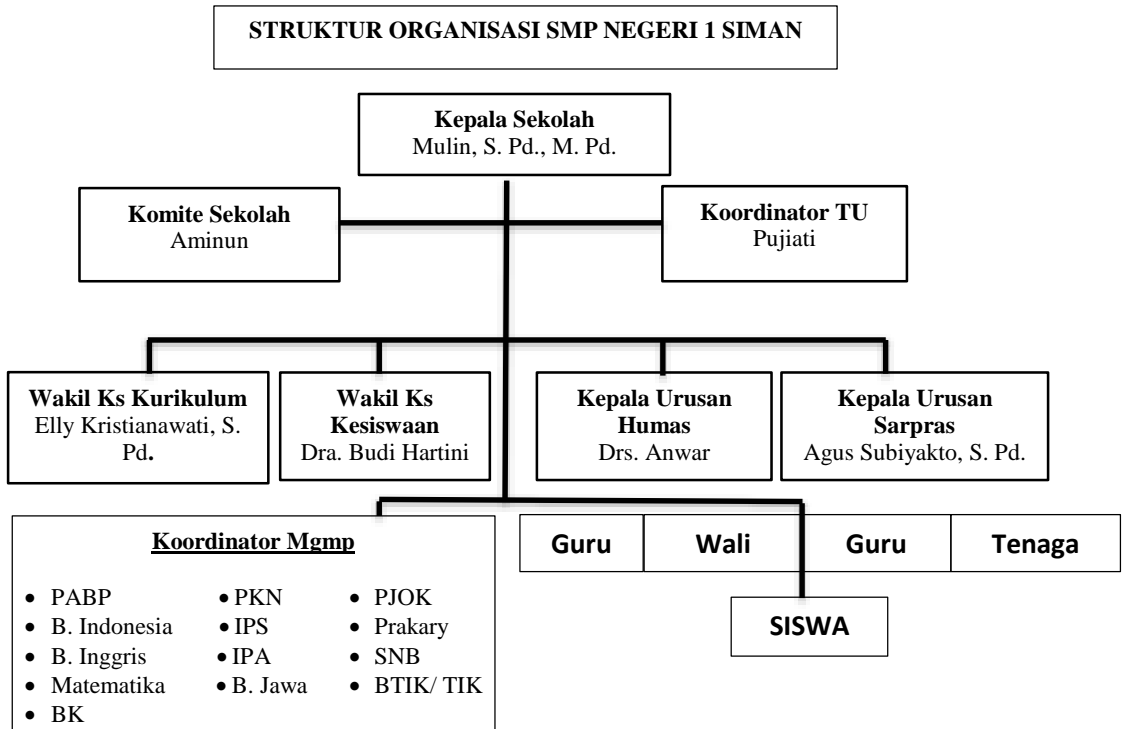 STRUKTUR ORGANISASI SMP NEGERI 1 SIMAN
Kepala Sekolah
Mulin, S. Pd., M. Pd.
Komite Sekolah
Aminun
Koordinator TU
Pujiati
Wakil Ks Kurikulum
Elly Kristianawati, S.
Pd.
Wakil Ks
Kesiswaan
Dra. Budi Hartini
Kepala Urusan
Humas
Drs. Anwar
Kepala Urusan
Sarpras
Agus Subiyakto, S. Pd.
Koordinator Mgmp
• PABP
• B. Indonesia
• B. Inggris
• Matematika
• BK
• PKN
• IPS
• IPA
• B. Jawa
• PJOK
• Prakary
• SNB
• BTIK/ TIK
Guru
Wali
Guru
Tenaga
SISWA